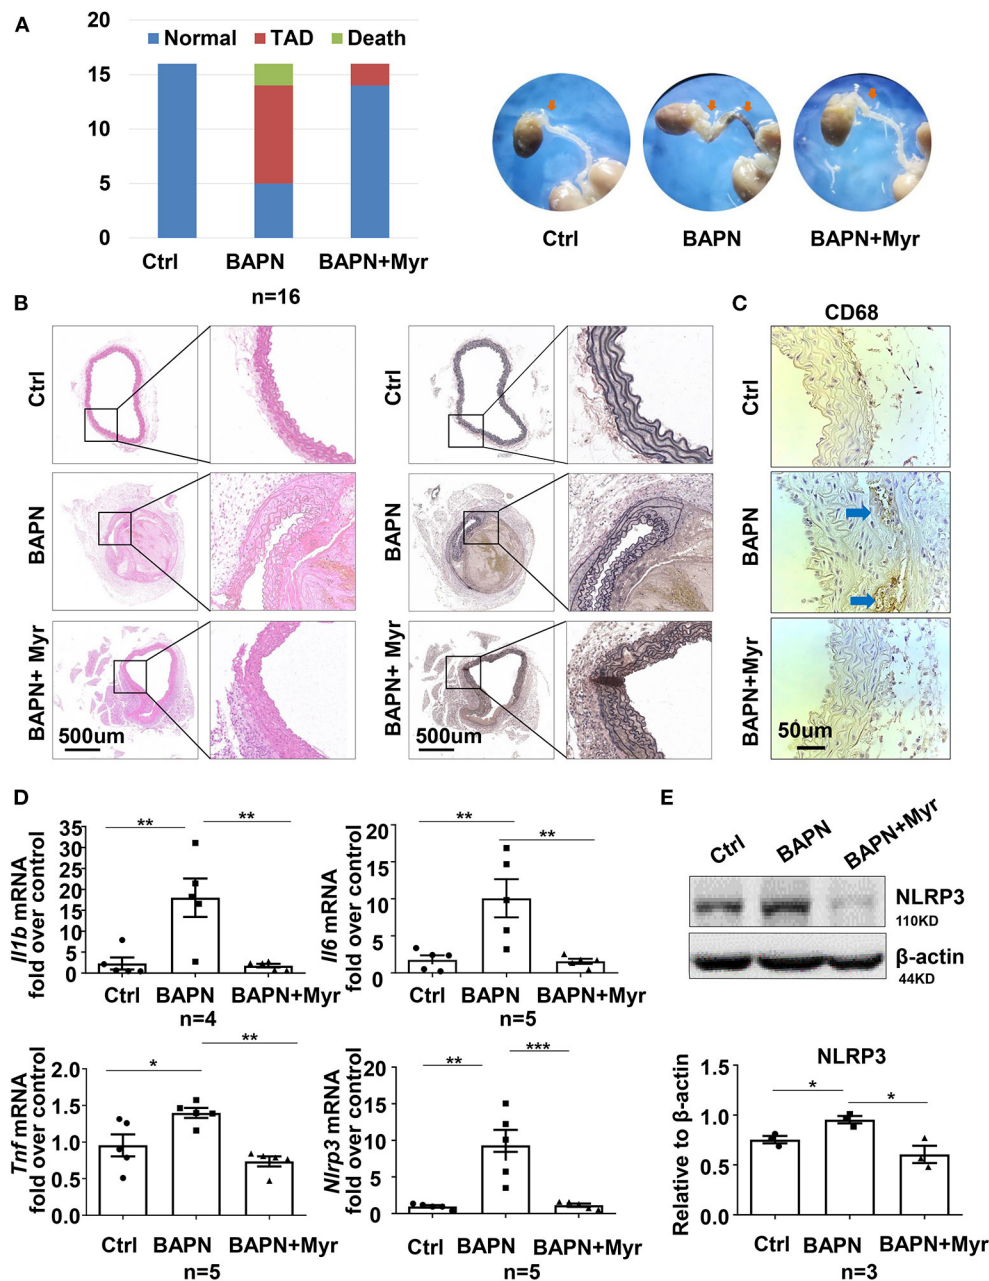 A
20
15
10
5
0
Normal TAD Death
Ctrl BAPN BAPN+Myr
n=16
Ctrl BAPN BAPN+Myr
B
Ctrl
BAPN
BAPN+ Myr
500um
500um
C
CD68
Ctrl
BAPN
BAPN+Myr
50um
D
Il1b mRNA
fold over control
35
30
25
20
15
10
5
0
** **
Ctrl BAPN BAPN+Myr
n=4
Il6 mRNA
fold over control
20
15
10
5
0
** **
Ctrl BAPN BAPN+Myr
n=5
Tnf mRNA
fold over control
2.0
1.5
1.0
0.5
0.0
* **
Ctrl BAPN BAPN+Myr
n=5
Nlrp3 mRNA
fold over control
20
15
10
5
0
** ***
Ctrl BAPN BAPN+Myr
n=5
E
Ctrl BAPN BAPN+Myr
NLRP3
110KD
β-actin
44KD
NLRP3
Relative to β-actin
1.5
1.0
0.5
0.0
* *
Ctrl BAPN BAPN+Myr
n=3